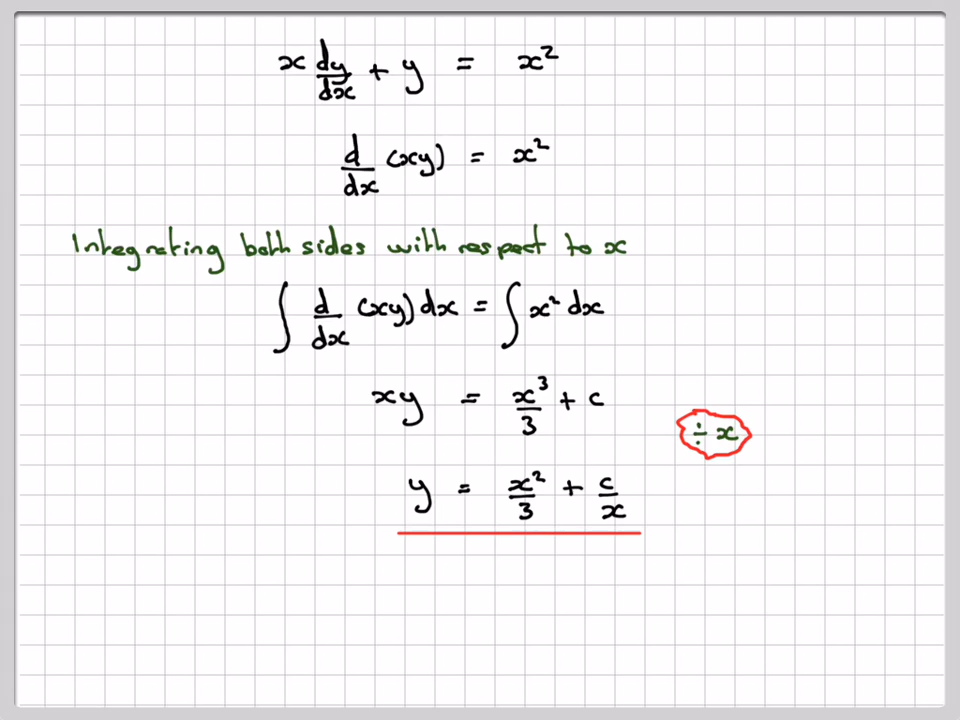 x dy/dx + y = x²
d/dx (xy) = x²
Integrating both sides with respect to x
∫ d/dx (xy) dx = ∫ x² dx
xy = x³/3 + c
÷ x
y = x²/3 + c/x